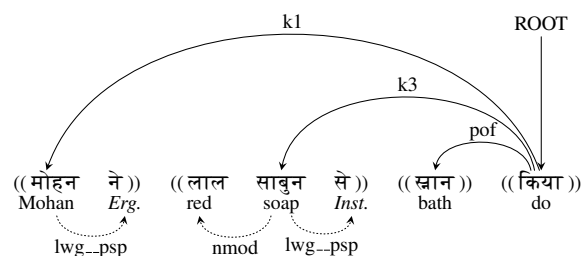 ROOT
k1
k3
pof
((मोहन ने)) ((लाल साबुन से)) ((स्नान)) ((किया))
Mohan Erg. red soap Inst. bath do
lwg__psp nmod lwg__psp